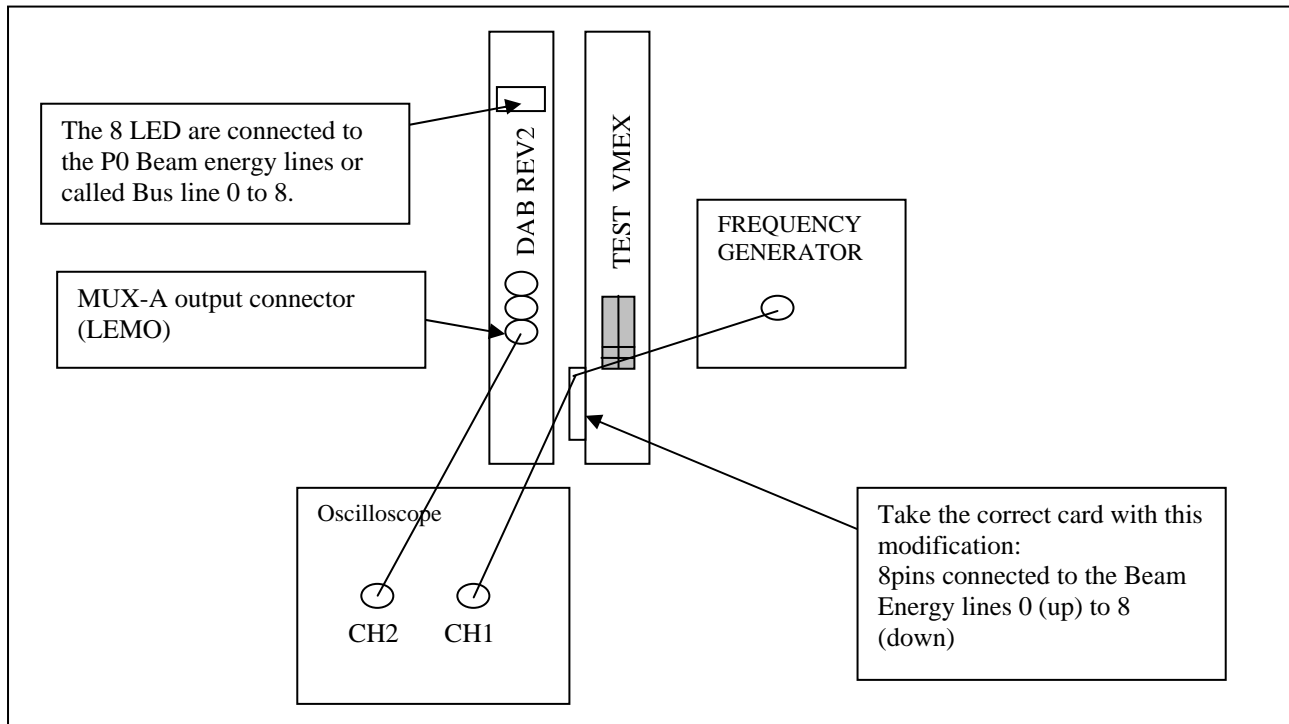 The 8 LED are connected to
the P0 Beam energy lines or
called Bus line 0 to 8.
MUX-A output connector
(LEMO)
DAB REV2
TEST VMEX
FREQUENCY
GENERATOR
Oscilloscope
CH2
CH1
Take the correct card with this
modification:
8pins connected to the Beam
Energy lines 0 (up) to 8
(down)